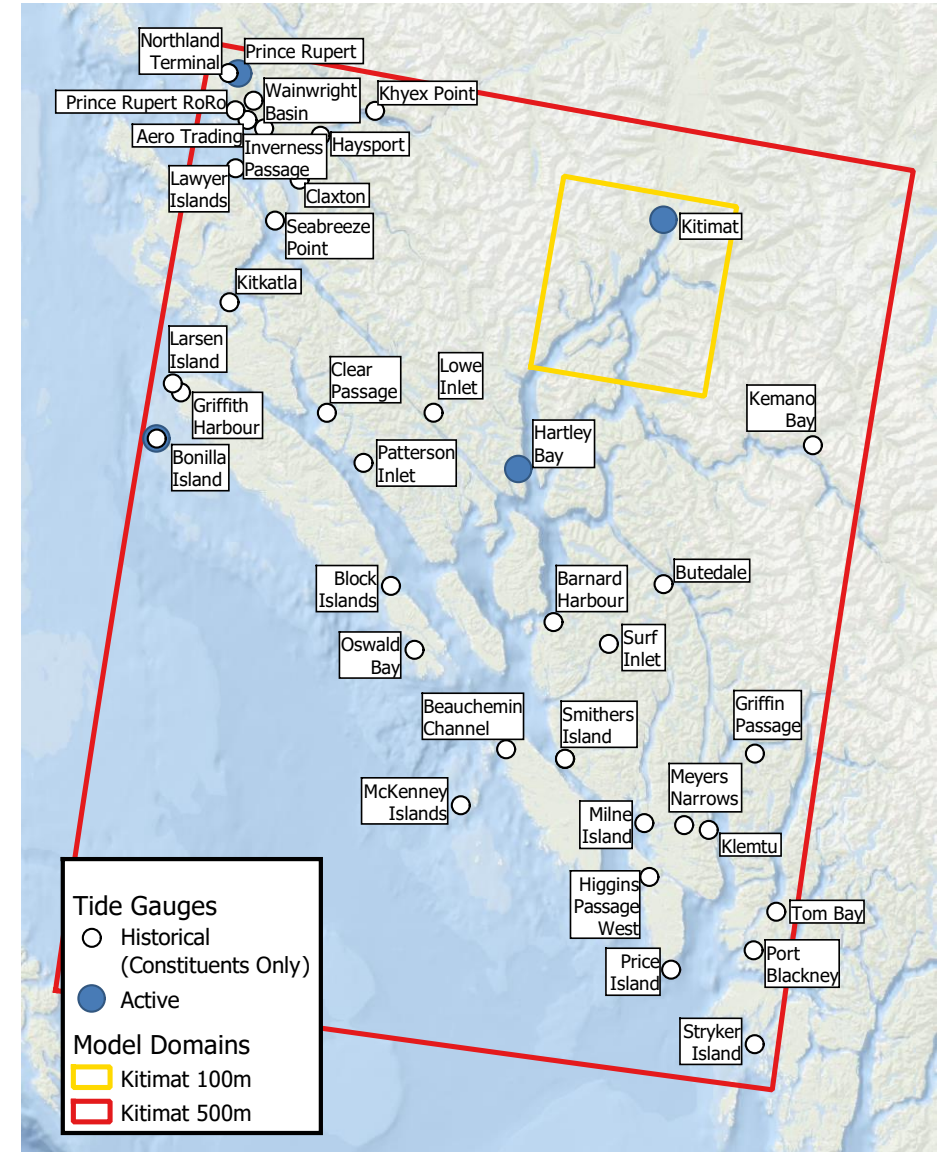 Northland
Terminal
Prince Rupert
Wainwright
Basin
Khyex Point
Prince Rupert RoRo
Aero Trading
Inverness
Passage
Haysport
Lawyer
Islands
Claxton
Seabreeze
Point
Kitimat
Kitkatla
Larsen
Island
Griffith
Harbour
Clear
Passage
Lowe
Inlet
Kemano
Bay
Bonilla
Island
Patterson
Inlet
Hartley
Bay
Block
Islands
Barnard
Harbour
Butedale
Oswald
Bay
Surf
Inlet
Beauchemin
Channel
Smithers
Island
Griffin
Passage
McKenney
Islands
Meyers
Narrows
Milne
Island
Klemtu
Higgins
Passage
West
Tom Bay
Price
Island
Port
Blackney
Stryker
Island
Tide Gauges
Historical
(Constituents Only)
Active
Model Domains
Kitimat 100m
Kitimat 500m